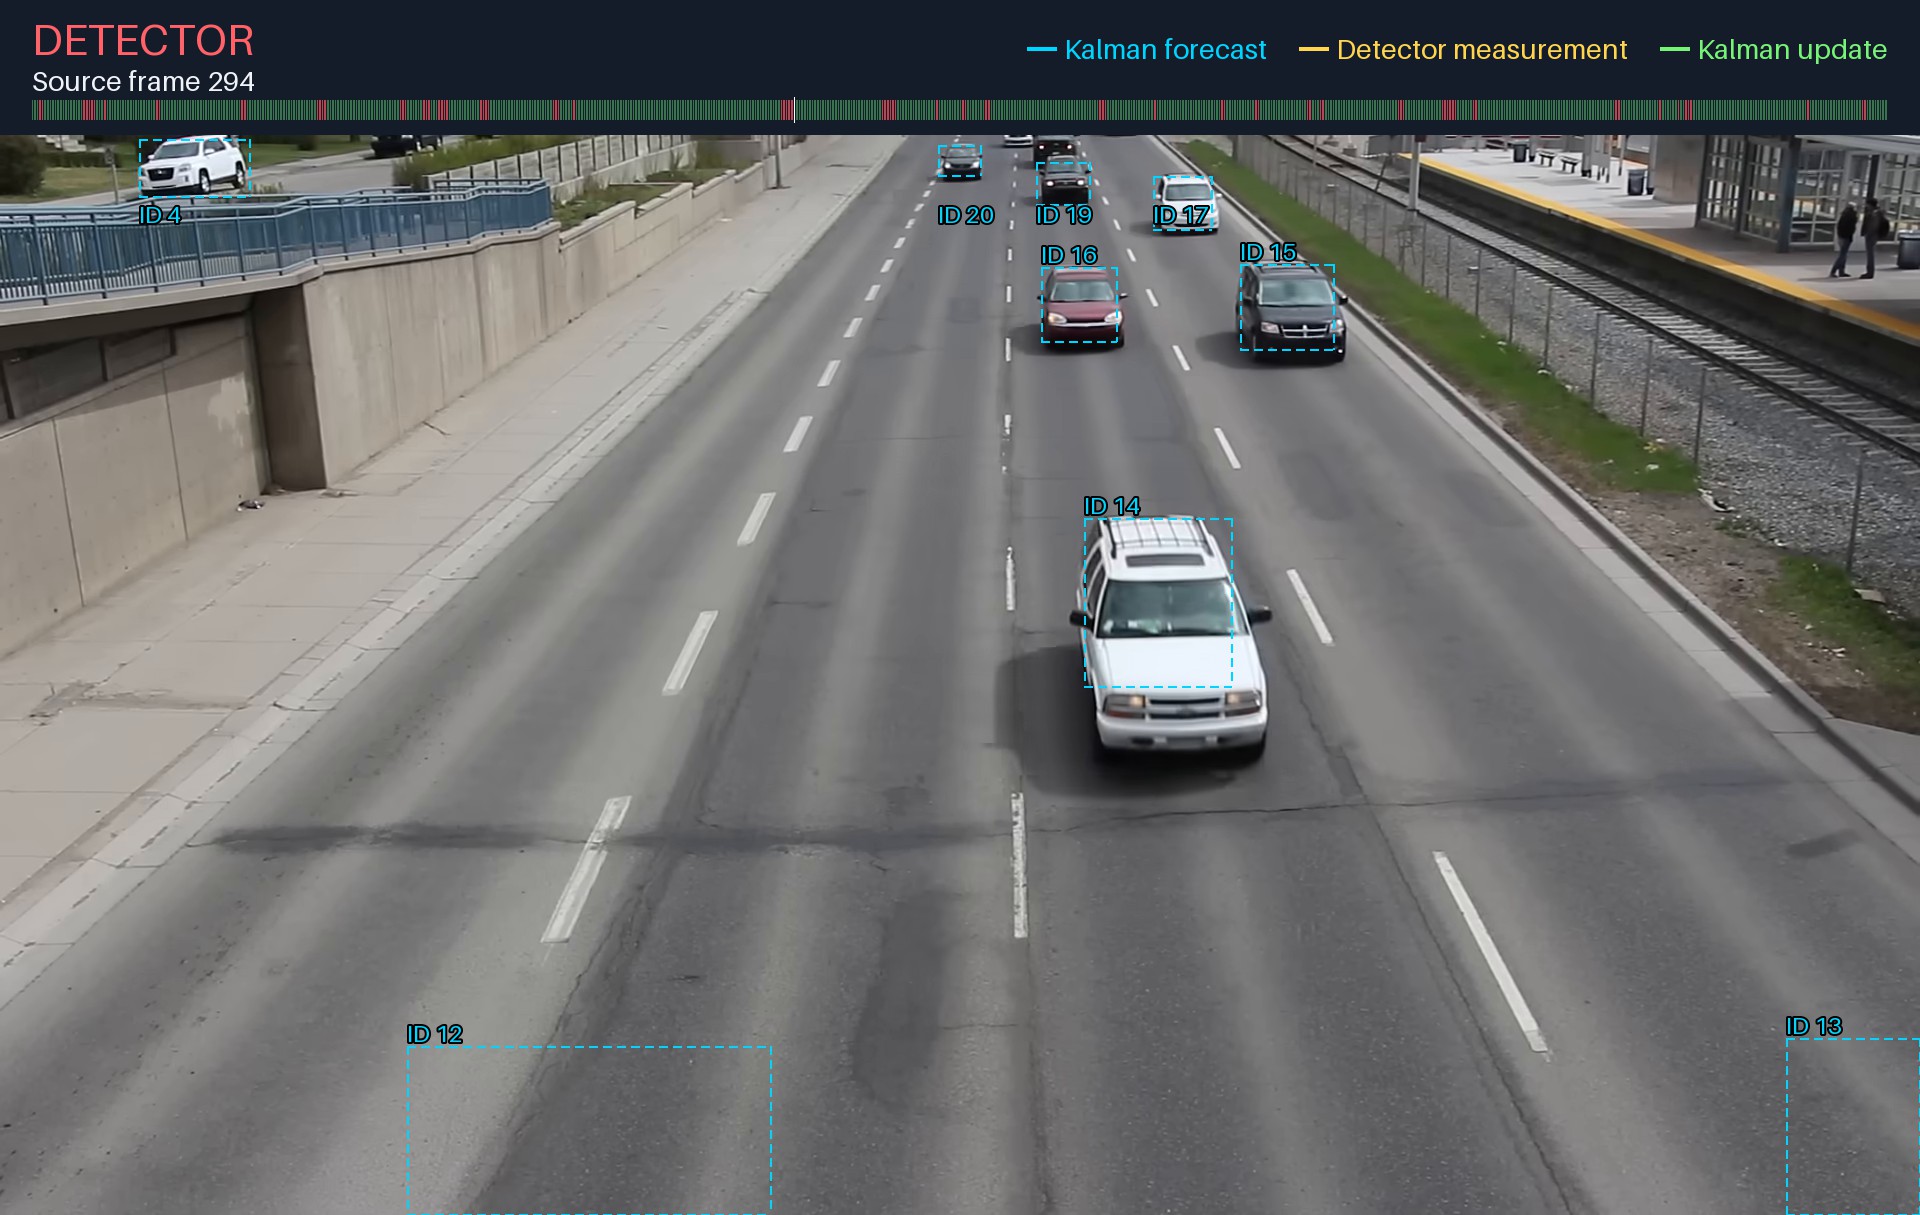 DETECTOR
Source frame 294
Kalman forecast
Detector measurement
Kalman update
ID 4
ID 20
ID 19
ID 17
ID 16
ID 15
ID 14
ID 12
ID 13